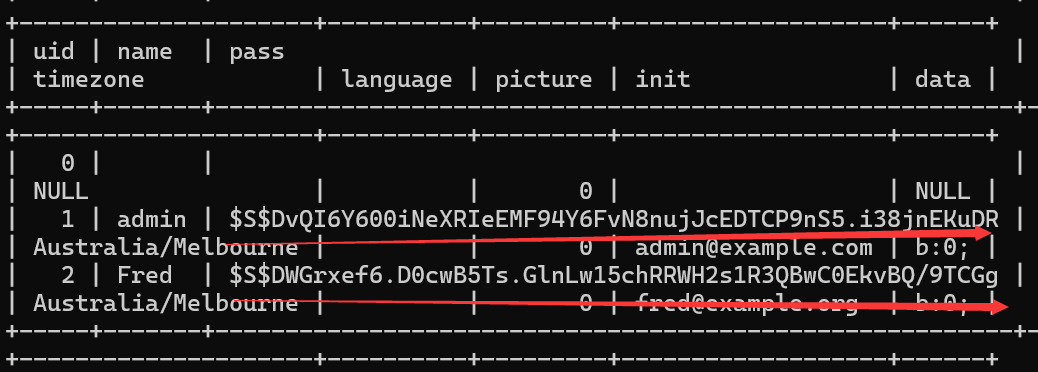 +---------------------+----------+---------+------------------+------+
| uid | name | pass |
| timezone | language | picture | init | data |
+-----+-------+---------------------------------------------------------+-
+---------------------+----------+---------+------------------+------+
| 0 | | |
| NULL | | 0 | | NULL |
| 1 | admin | $S$DvQI6Y600iNeXRIeEMF94Y6FvN8nujJcEDTCP9nS5.i38jnEKuDR |
| Australia/Melbourne | | 0 | admin@example.com | b:0; |
| 2 | Fred | $S$DWGrxef6.D0cwB5Ts.GlnLw15chRRWH2s1R3QBwC0EkvBQ/9TCGg |
| Australia/Melbourne | | 0 | fred@example.org | b:0; |
+-----+-------+---------------------------------------------------------+-
+---------------------+----------+---------+------------------+------+